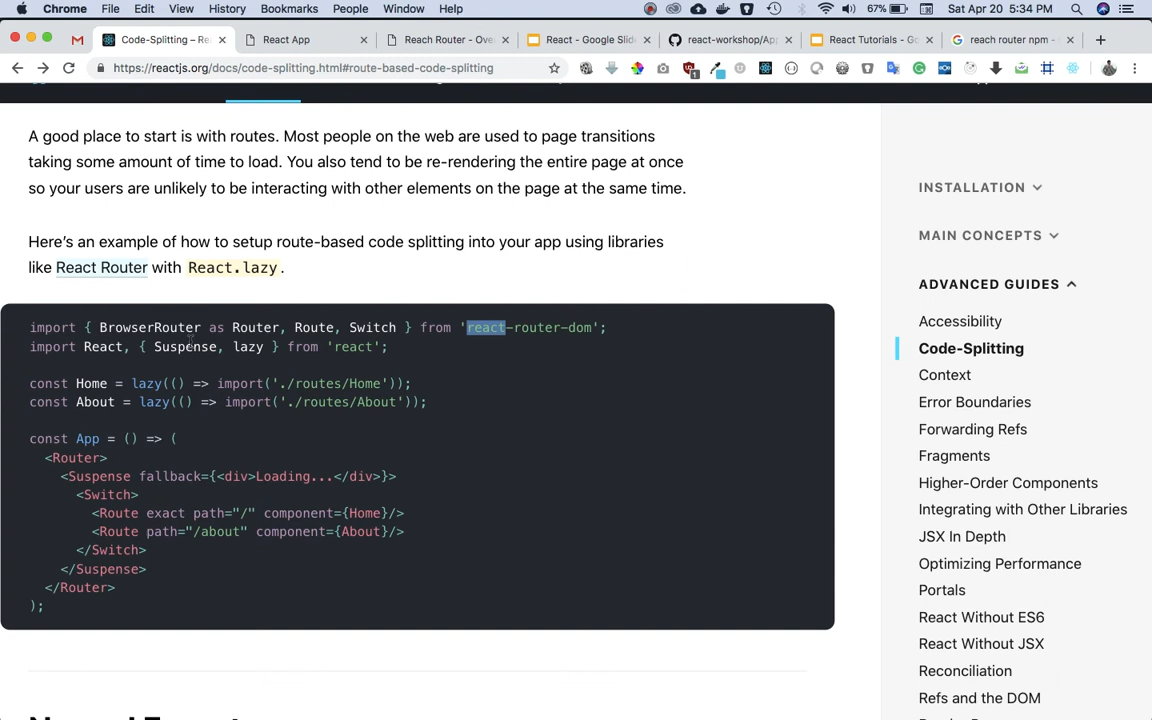 Chrome File Edit View History Bookmarks People Window Help 67% Sat Apr 20 5:34 PM
Code-Splitting – Re React App Reach Router - Ove React - Google Slid react-workshop/Ap React Tutorials - Go reach router npm -
https://reactjs.org/docs/code-splitting.html#route-based-code-splitting
A good place to start is with routes. Most people on the web are used to page transitions
taking some amount of time to load. You also tend to be re-rendering the entire page at once
so your users are unlikely to be interacting with other elements on the page at the same time.
Here’s an example of how to setup route-based code splitting into your app using libraries
like React Router with React.lazy.
import { BrowserRouter as Router, Route, Switch } from 'react-router-dom';
import React, { Suspense, lazy } from 'react';
const Home = lazy(() => import('./routes/Home'));
const About = lazy(() => import('./routes/About'));
const App = () => (
<Router>
<Suspense fallback={<div>Loading...</div>}>
<Switch>
<Route exact path="/" component={Home}/>
<Route path="/about" component={About}/>
</Switch>
</Suspense>
</Router>
);
INSTALLATION
MAIN CONCEPTS
ADVANCED GUIDES
Accessibility
Code-Splitting
Context
Error Boundaries
Forwarding Refs
Fragments
Higher-Order Components
Integrating with Other Libraries
JSX In Depth
Optimizing Performance
Portals
React Without ES6
React Without JSX
Reconciliation
Refs and the DOM